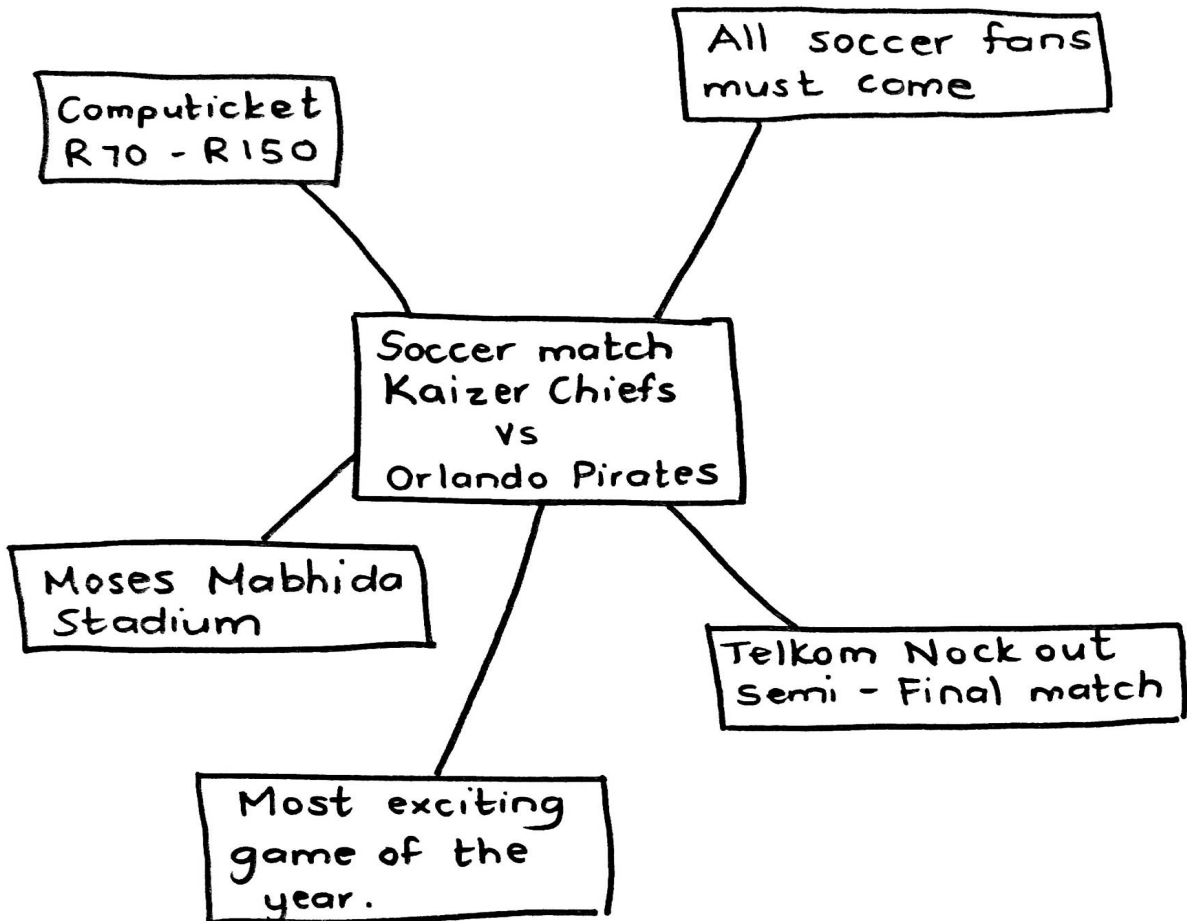 Computicket
R70 - R150
All soccer fans
must come
Soccer match
Kaizer Chiefs
vs
Orlando Pirates
Moses Mabhida
Stadium
Telkom Nock out
Semi - Final match
Most exciting
game of the
year.